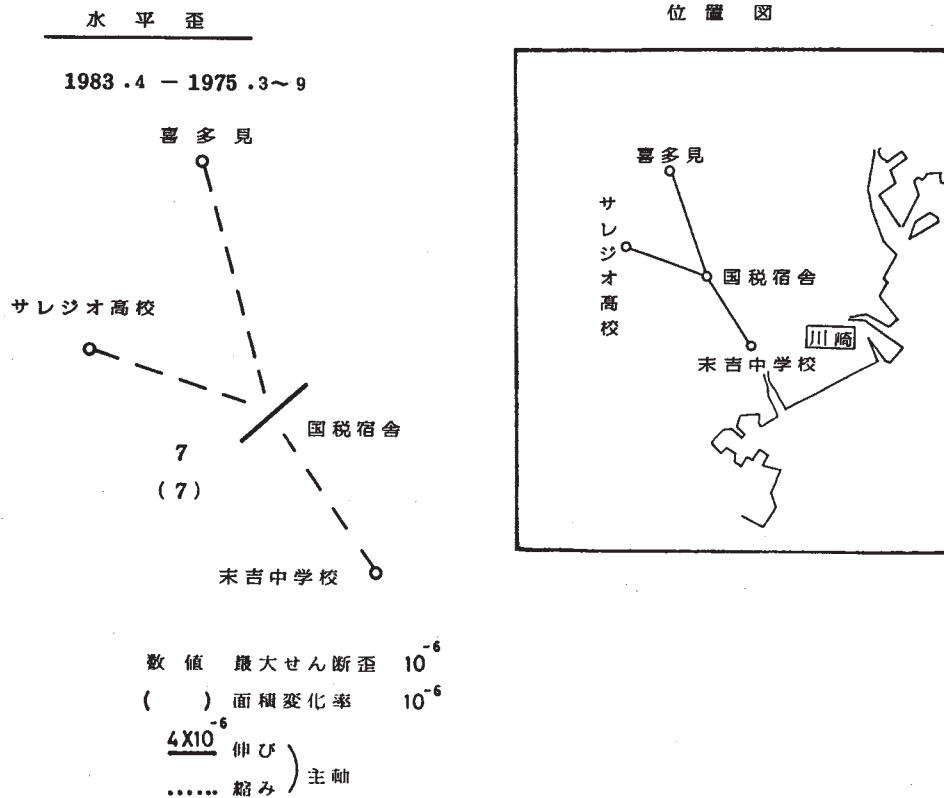 水平歪
1983.4 － 1975.3～9
喜多見
サレジオ高校
国税宿舎
7
(7)
末吉中学校
数値 最大せん断歪 10⁻⁶
(　) 面積変化率 10⁻⁶
4X10⁻⁶ 伸び
...... 縮み
) 主軸
位置図
喜多見
サレジオ高校
国税宿舎
川崎
末吉中学校